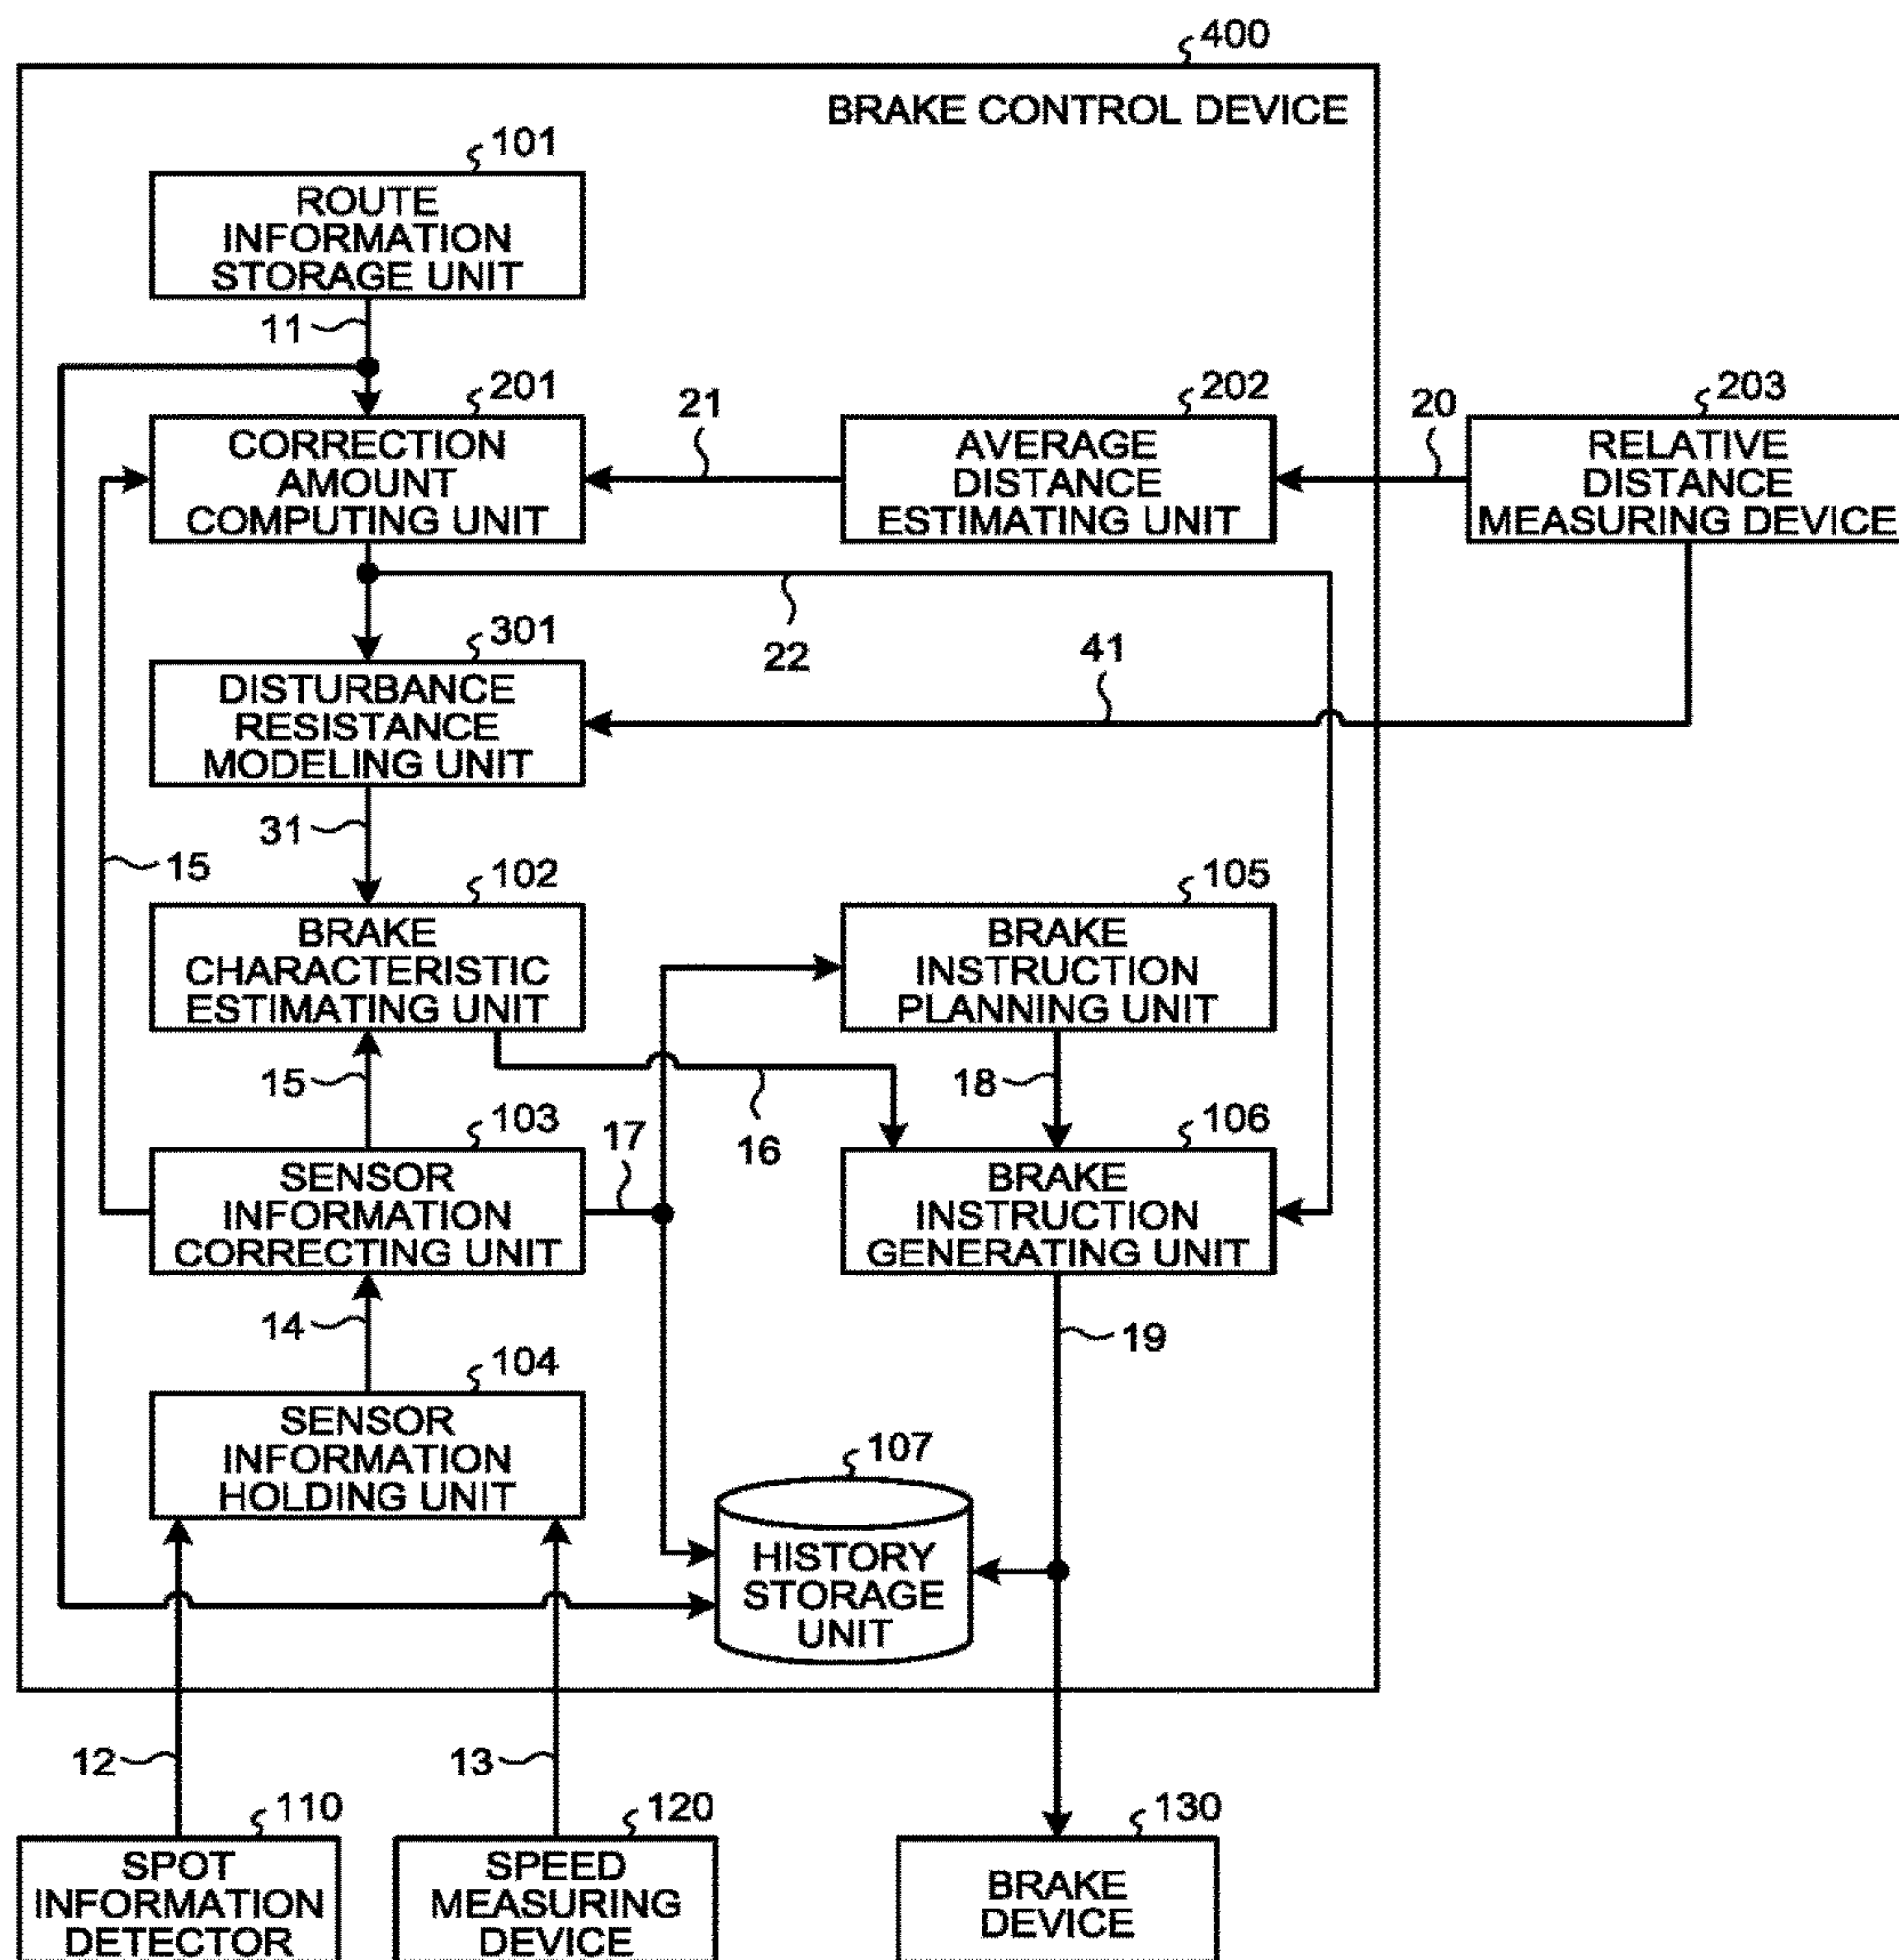 400
BRAKE CONTROL DEVICE
101
ROUTE
INFORMATION
STORAGE UNIT
11
201
CORRECTION
AMOUNT
COMPUTING UNIT
21
202
AVERAGE
DISTANCE
ESTIMATING UNIT
20
203
RELATIVE
DISTANCE
MEASURING DEVICE
22
41
301
DISTURBANCE
RESISTANCE
MODELING UNIT
31
15
102
BRAKE
CHARACTERISTIC
ESTIMATING UNIT
105
BRAKE
INSTRUCTION
PLANNING UNIT
15
16
18
103
SENSOR
INFORMATION
CORRECTING UNIT
17
106
BRAKE
INSTRUCTION
GENERATING UNIT
14
19
104
SENSOR
INFORMATION
HOLDING UNIT
107
HISTORY
STORAGE
UNIT
12
13
110
SPOT
INFORMATION
DETECTOR
120
SPEED
MEASURING
DEVICE
130
BRAKE
DEVICE